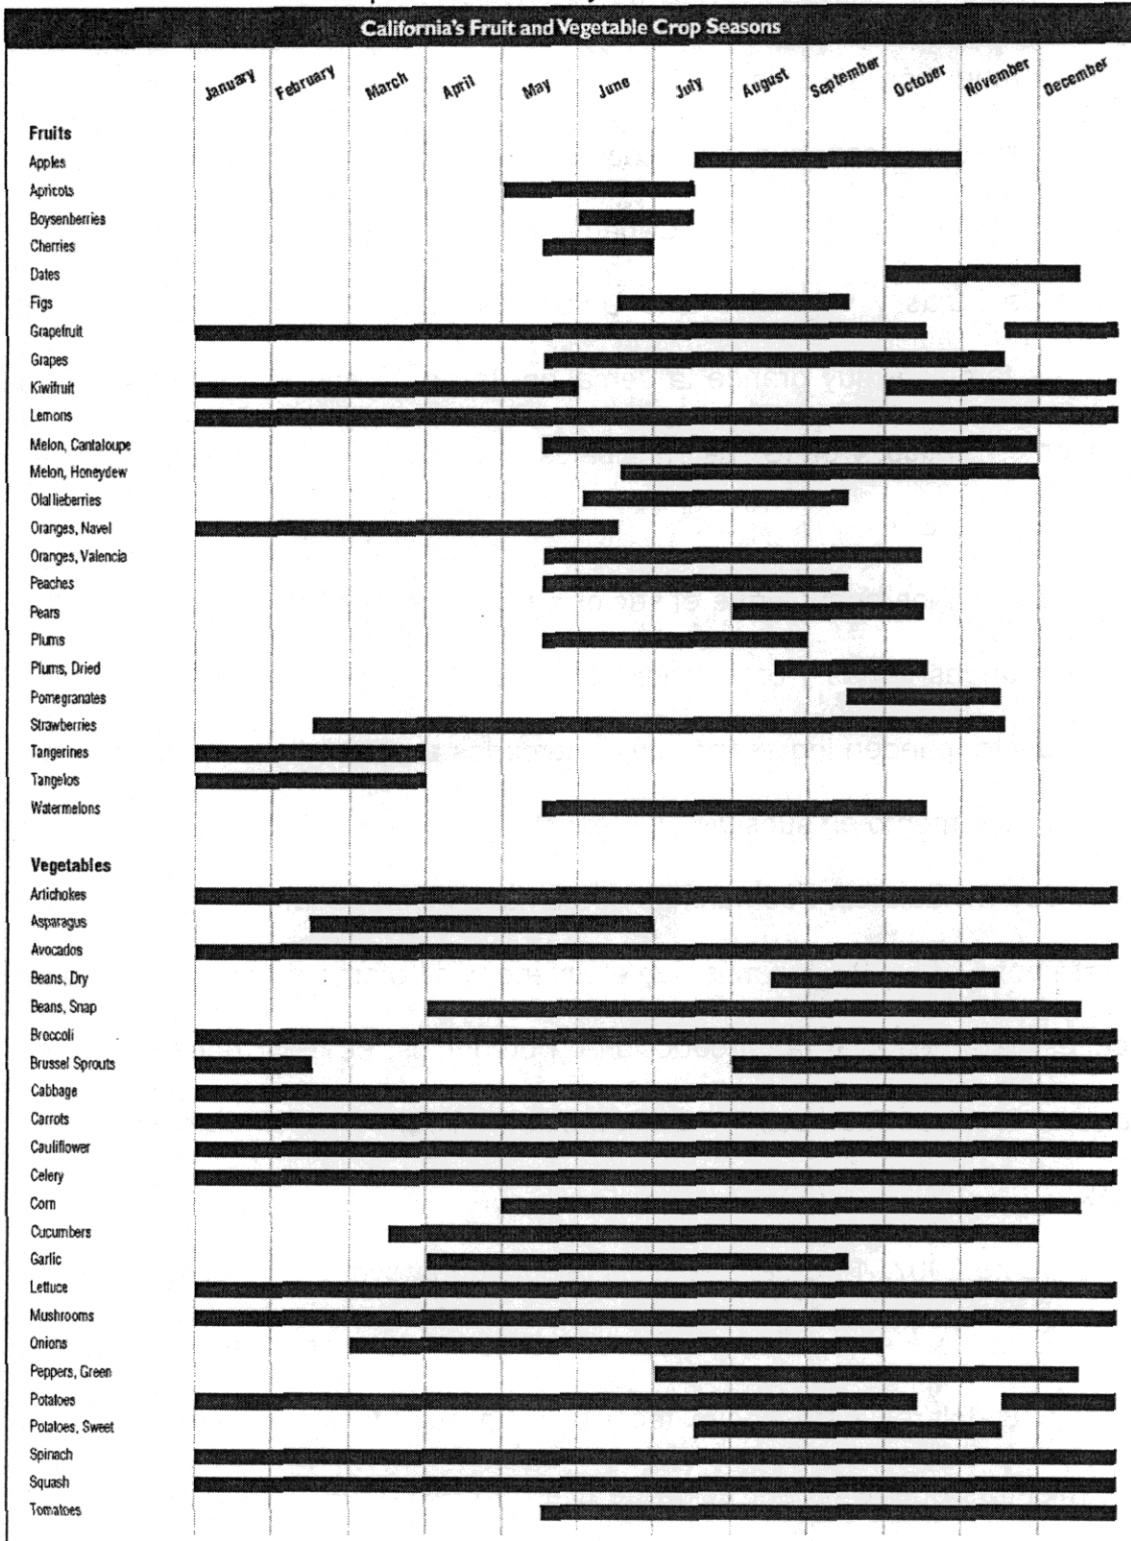 California's Fruit and Vegetable Crop Seasons
January February March April May June July August September October November December
Fruits
Apples
Apricots
Boysenberries
Cherries
Dates
Figs
Grapefruit
Grapes
Kiwifruit
Lemons
Melon, Cantaloupe
Melon, Honeydew
Olallieberries
Oranges, Navel
Oranges, Valencia
Peaches
Pears
Plums
Plums, Dried
Pomegranates
Strawberries
Tangerines
Tangelos
Watermelons
Vegetables
Artichokes
Asparagus
Avocados
Beans, Dry
Beans, Snap
Broccoli
Brussel Sprouts
Cabbage
Carrots
Cauliflower
Celery
Corn
Cucumbers
Garlic
Lettuce
Mushrooms
Onions
Peppers, Green
Potatoes
Potatoes, Sweet
Spinach
Squash
Tomatoes